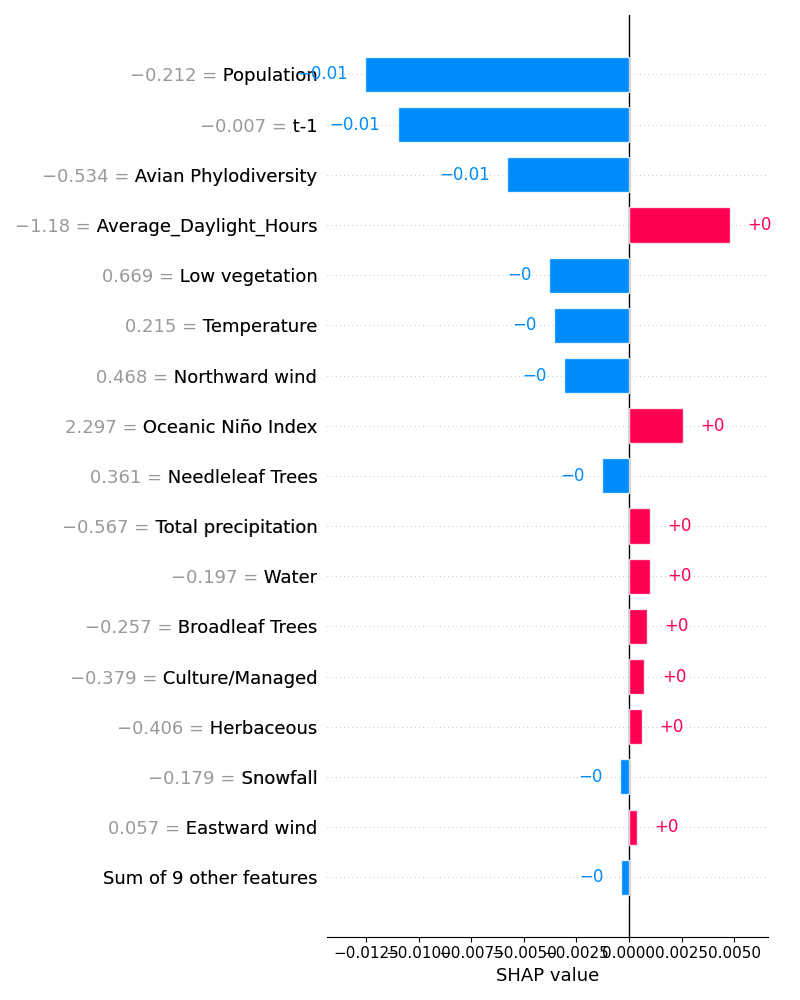 −0.212 = Population −0.01
−0.007 = t-1 −0.01
−0.534 = Avian Phylodiversity −0.01
−1.18 = Average_Daylight_Hours +0
0.669 = Low vegetation −0
0.215 = Temperature −0
0.468 = Northward wind −0
2.297 = Oceanic Niño Index +0
0.361 = Needleleaf Trees −0
−0.567 = Total precipitation +0
−0.197 = Water +0
−0.257 = Broadleaf Trees +0
−0.379 = Culture/Managed +0
−0.406 = Herbaceous +0
−0.179 = Snowfall −0
0.057 = Eastward wind +0
Sum of 9 other features −0
−0.0125 −0.0100 −0.0075 −0.0050 −0.0025 0.0000 0.0025 0.0050
SHAP value